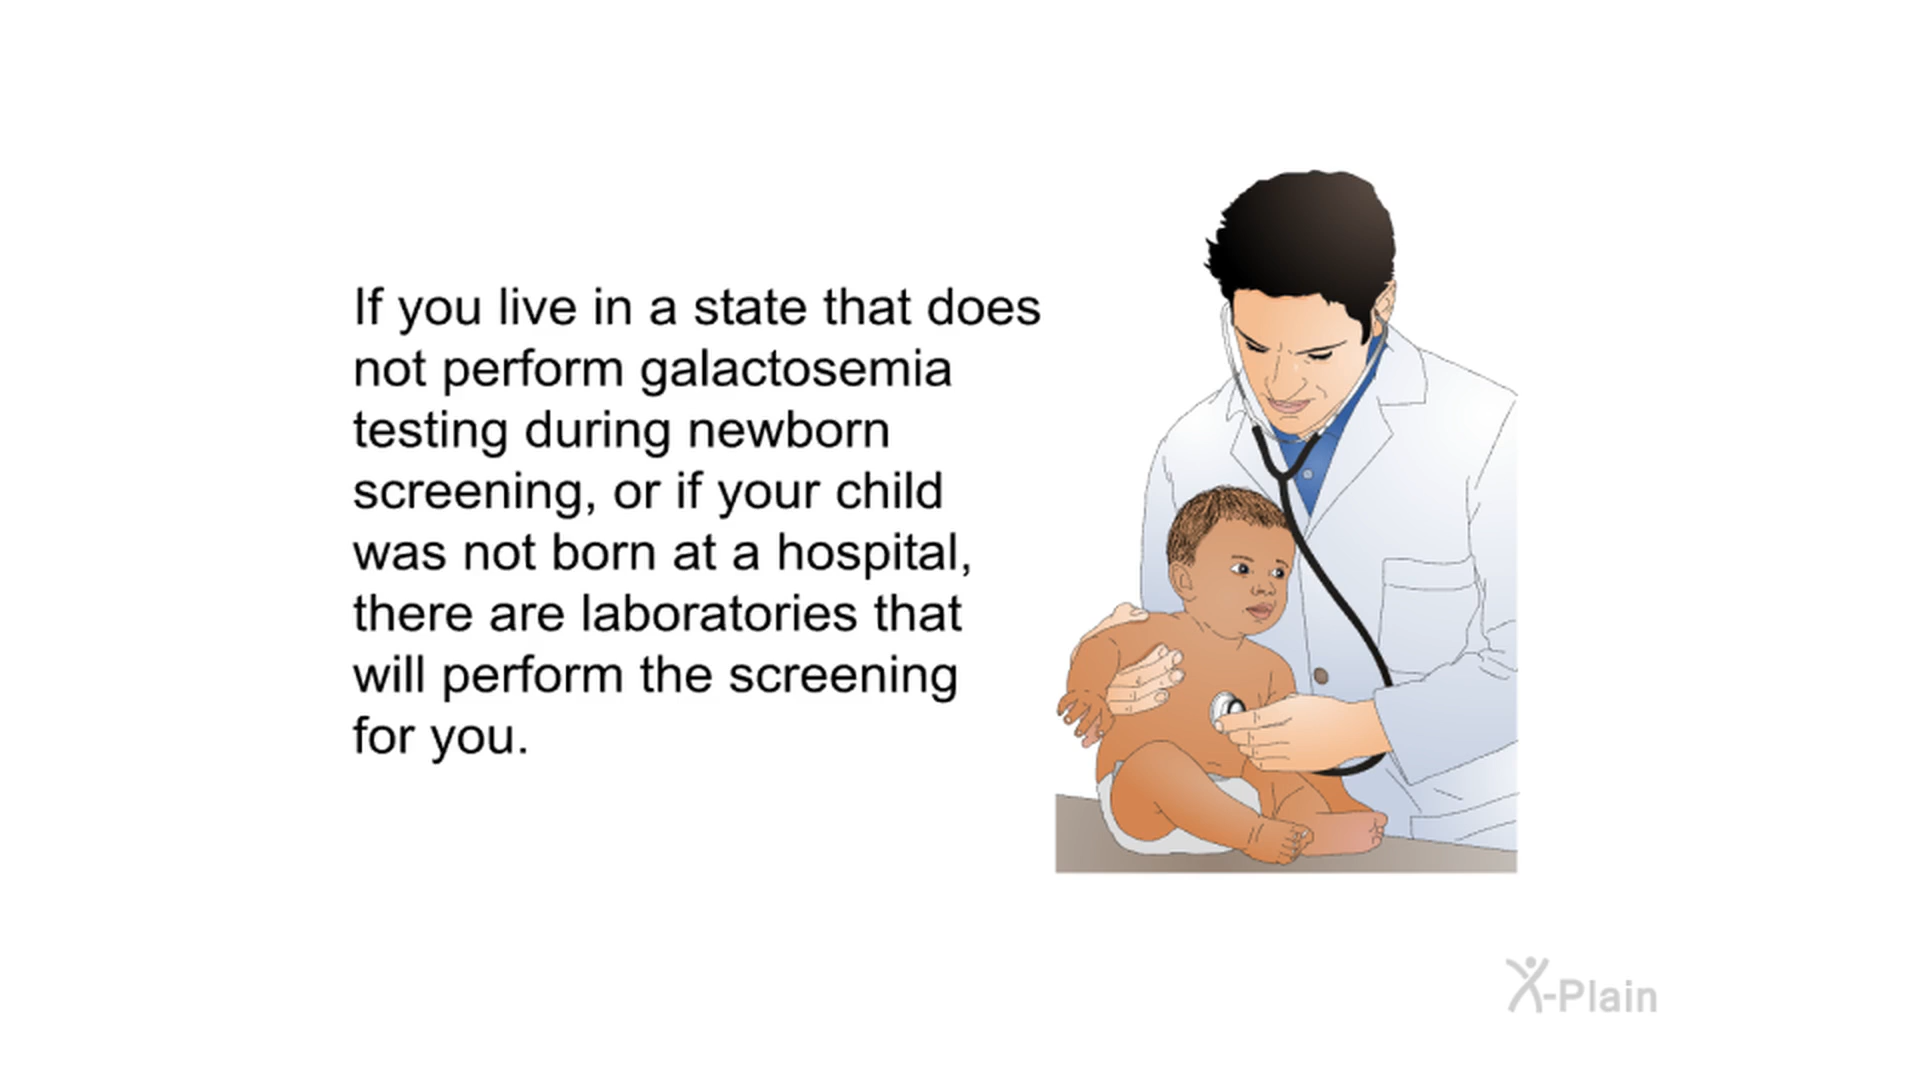 If you live in a state that does
not perform galactosemia
testing during newborn
screening, or if your child
was not born at a hospital,
there are laboratories that
will perform the screening
for you.
X-Plain